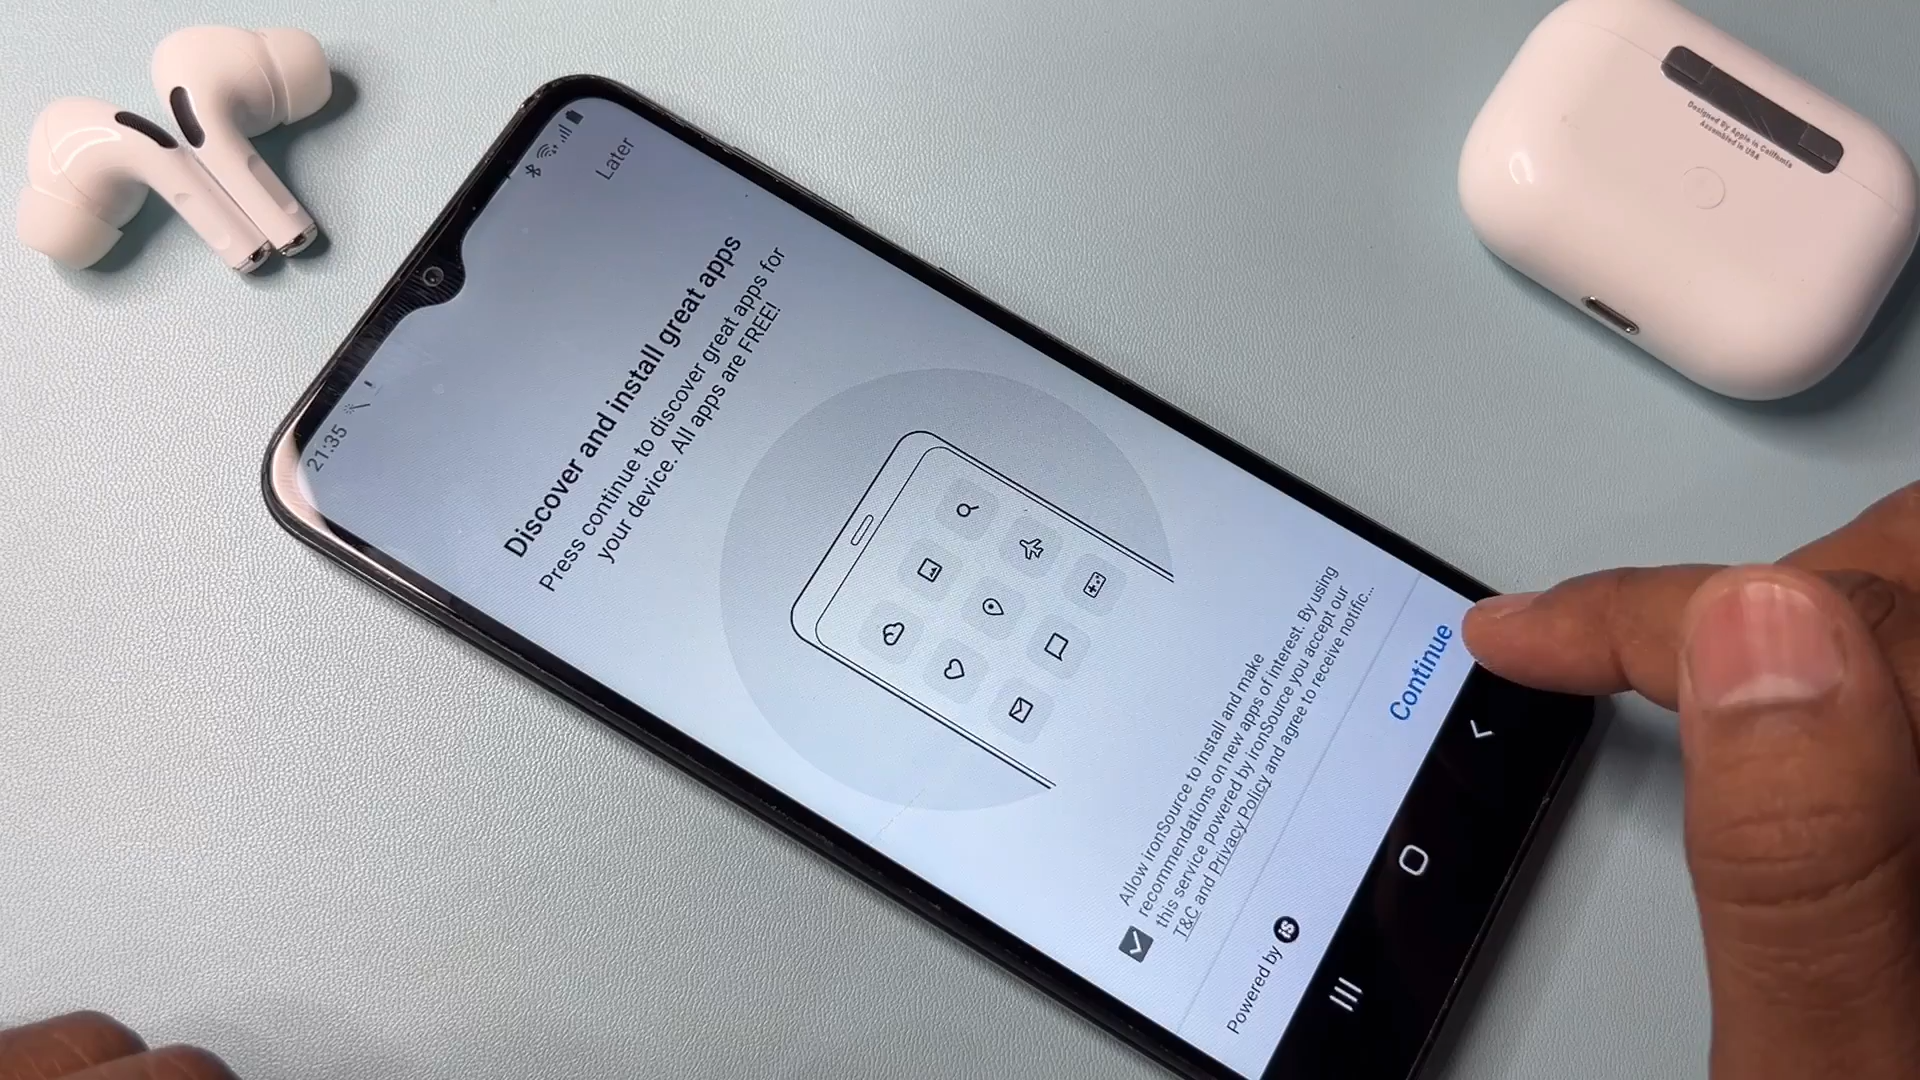 21:35
Later
Discover and install great apps
Press continue to discover great apps for
your device. All apps are FREE!
Allow ironSource to install and make
recommendations on new apps of interest. By using
this service powered by ironSource you accept our
T&C and Privacy Policy and agree to receive notific...
Powered by is
Continue
Designed By Apple in California
Assembled in USA